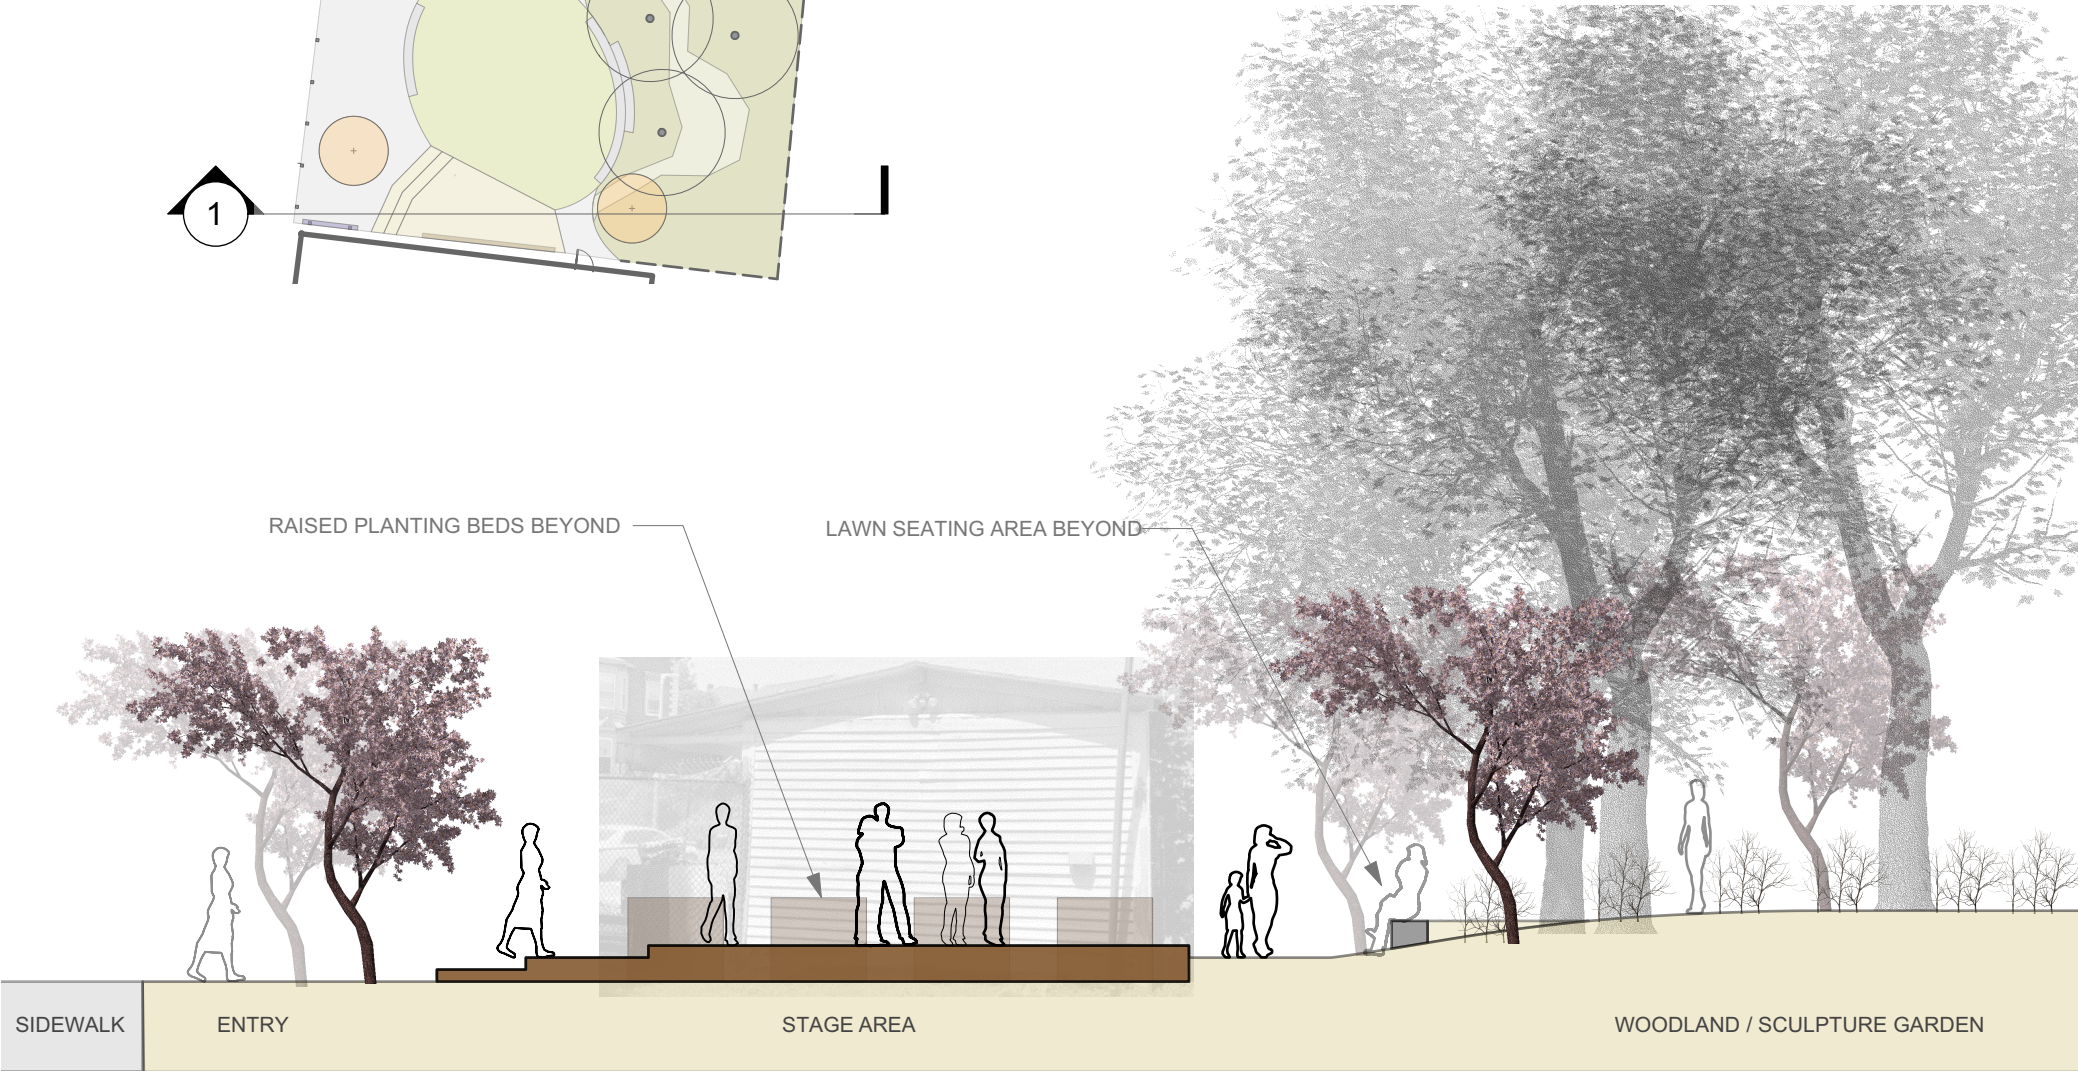 1
RAISED PLANTING BEDS BEYOND
LAWN SEATING AREA BEYOND
SIDEWALK
ENTRY
STAGE AREA
WOODLAND / SCULPTURE GARDEN